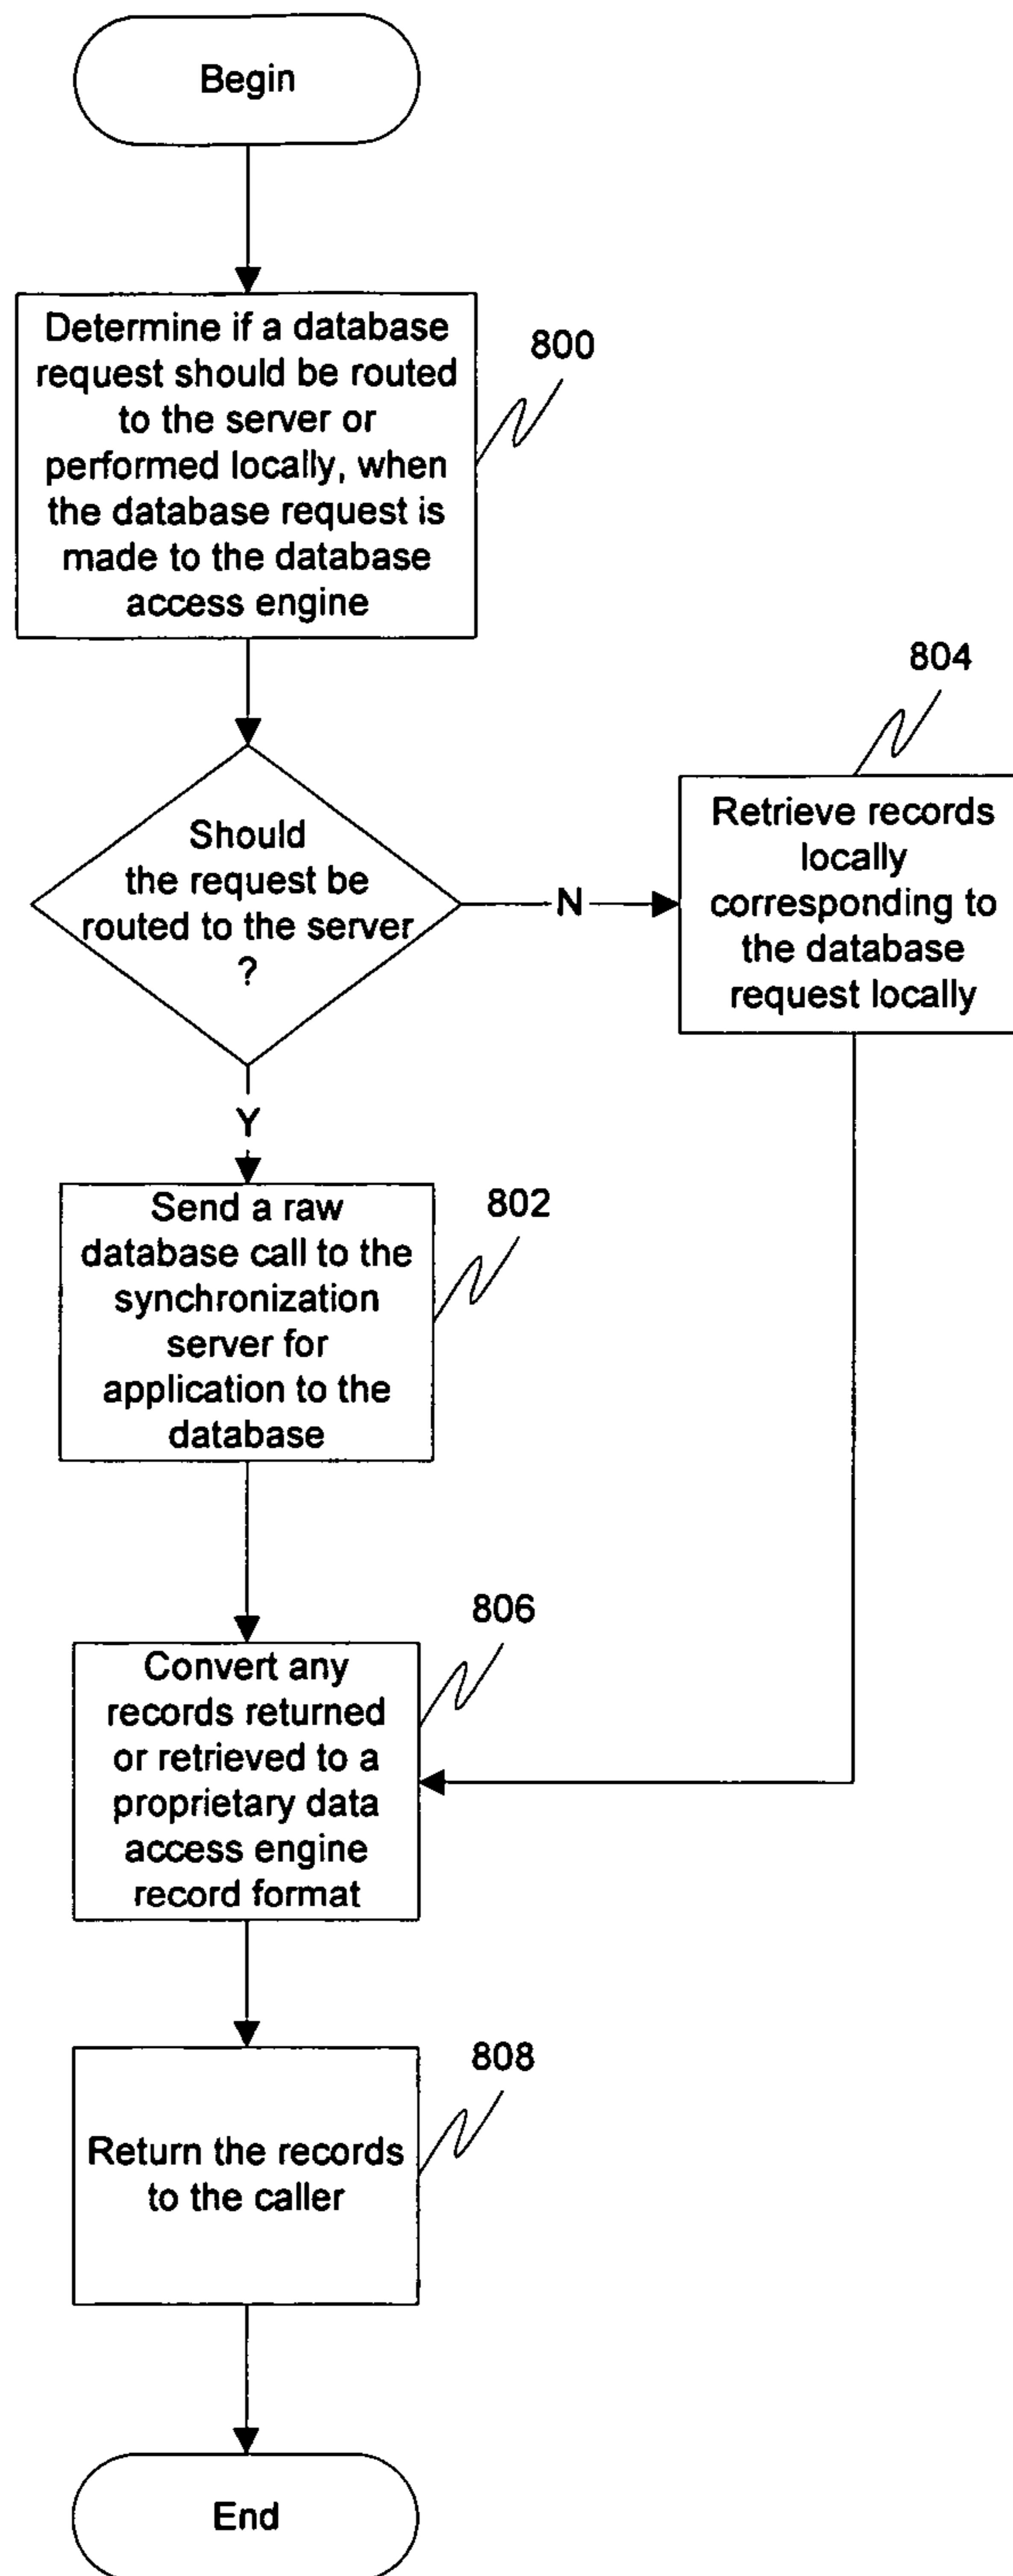 Begin
Determine if a database
request should be routed
to the server or
performed locally, when
the database request is
made to the database
access engine
800
Should
the request be
routed to the server
?
N
804
Retrieve records
locally
corresponding to
the database
request locally
Y
Send a raw
database call to the
synchronization
server for
application to the
database
802
806
Convert any
records returned
or retrieved to a
proprietary data
access engine
record format
808
Return the records
to the caller
End